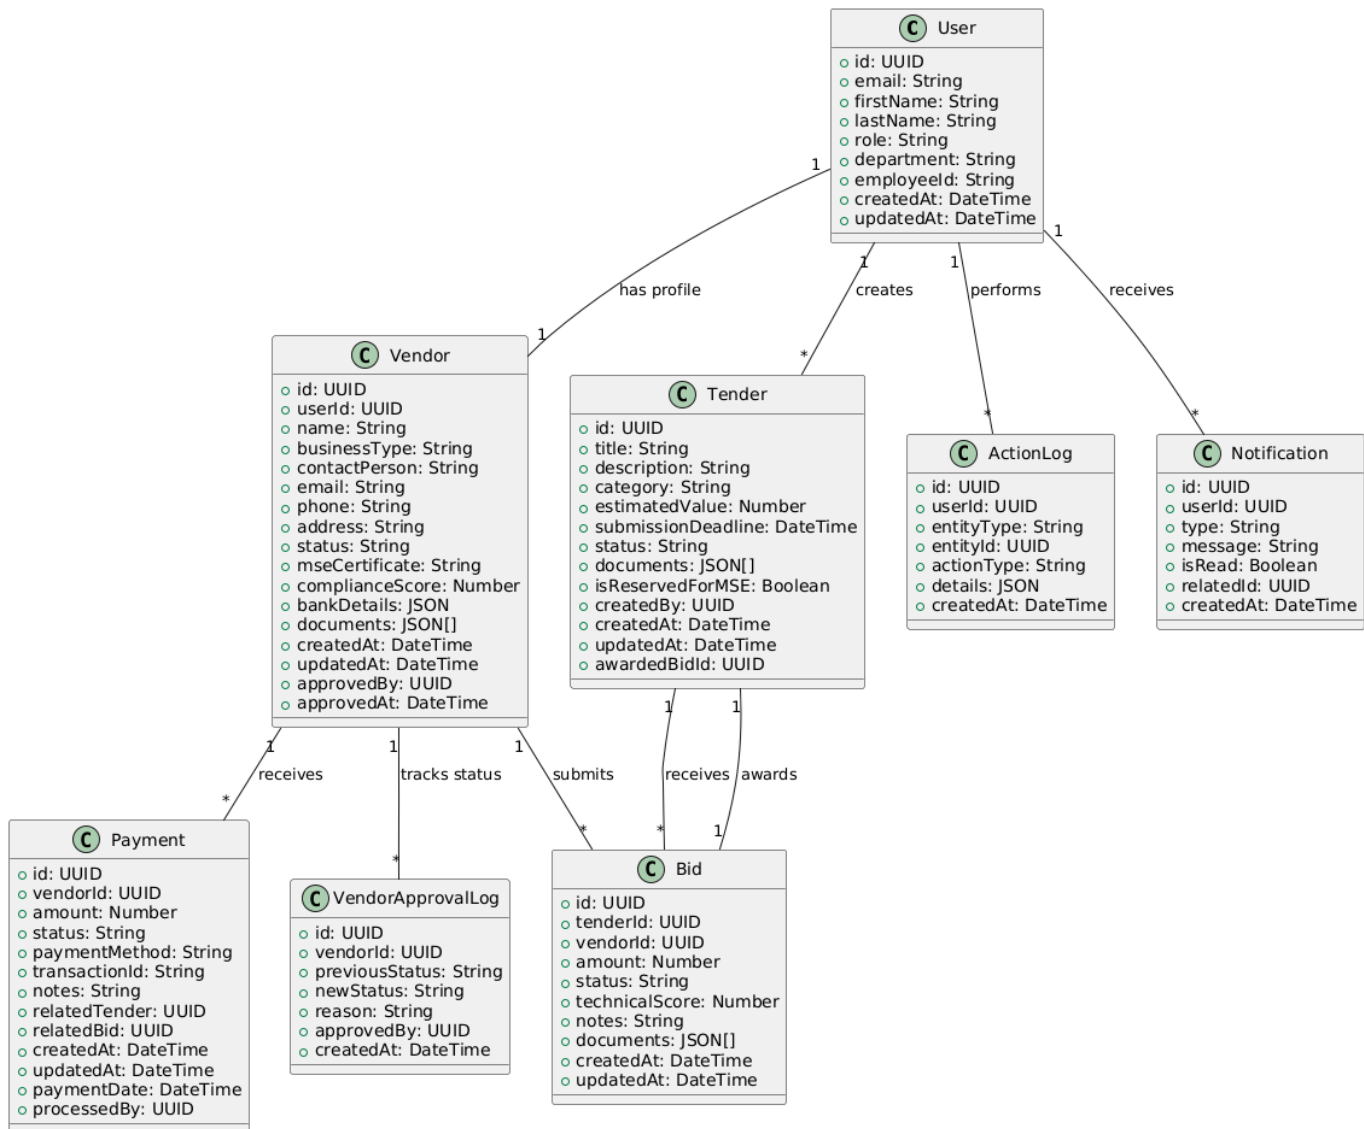 C User
+ id: UUID
+ email: String
+ firstName: String
+ lastName: String
+ role: String
+ department: String
+ employeeId: String
+ createdAt: DateTime
+ updatedAt: DateTime
1
1
1
1
has profile
creates
performs
receives
1
*
*
*
C Vendor
+ id: UUID
+ userId: UUID
+ name: String
+ businessType: String
+ contactPerson: String
+ email: String
+ phone: String
+ address: String
+ status: String
+ mseCertificate: String
+ complianceScore: Number
+ bankDetails: JSON
+ documents: JSON[]
+ createdAt: DateTime
+ updatedAt: DateTime
+ approvedBy: UUID
+ approvedAt: DateTime
C Tender
+ id: UUID
+ title: String
+ description: String
+ category: String
+ estimatedValue: Number
+ submissionDeadline: DateTime
+ status: String
+ documents: JSON[]
+ isReservedForMSE: Boolean
+ createdBy: UUID
+ createdAt: DateTime
+ updatedAt: DateTime
+ awardedBidId: UUID
C ActionLog
+ id: UUID
+ userId: UUID
+ entityType: String
+ entityId: UUID
+ actionType: String
+ details: JSON
+ createdAt: DateTime
C Notification
+ id: UUID
+ userId: UUID
+ type: String
+ message: String
+ isRead: Boolean
+ relatedId: UUID
+ createdAt: DateTime
1
1
1
1
1
receives
tracks status
submits
receives
awards
*
*
*
*
1
C Payment
+ id: UUID
+ vendorId: UUID
+ amount: Number
+ status: String
+ paymentMethod: String
+ transactionId: String
+ notes: String
+ relatedTender: UUID
+ relatedBid: UUID
+ createdAt: DateTime
+ updatedAt: DateTime
+ paymentDate: DateTime
+ processedBy: UUID
C VendorApprovalLog
+ id: UUID
+ vendorId: UUID
+ previousStatus: String
+ newStatus: String
+ reason: String
+ approvedBy: UUID
+ createdAt: DateTime
C Bid
+ id: UUID
+ tenderId: UUID
+ vendorId: UUID
+ amount: Number
+ status: String
+ technicalScore: Number
+ notes: String
+ documents: JSON[]
+ createdAt: DateTime
+ updatedAt: DateTime